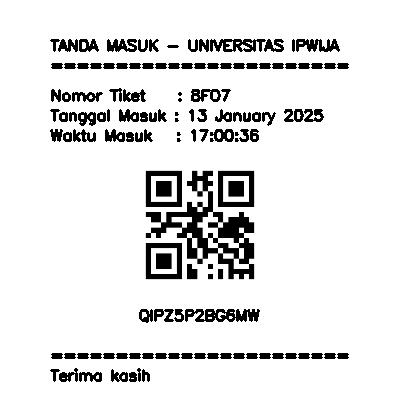 TANDA MASUK - UNIVERSITAS IPWIJA
========================
Nomor Tiket : 8FO7
Tanggal Masuk : 13 January 2025
Waktu Masuk : 17:00:36
QIPZ5P2BG6MW
========================
Terima kasih